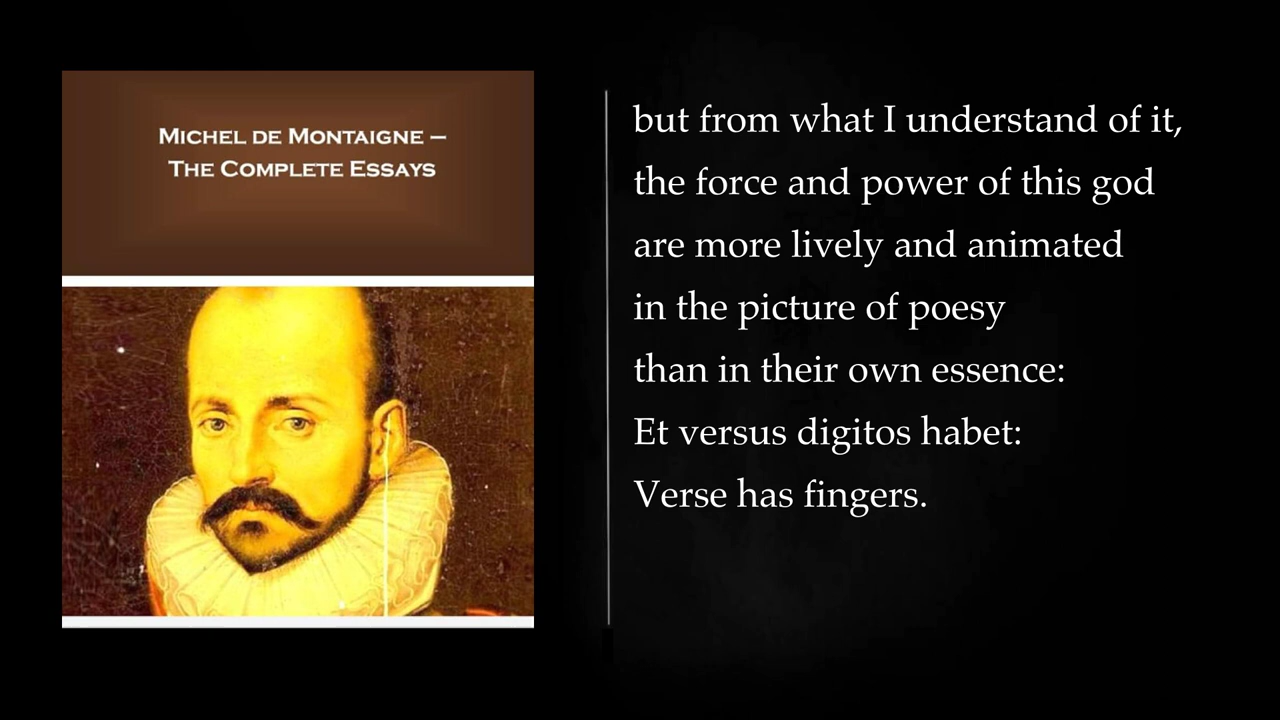 MICHEL DE MONTAIGNE –
THE COMPLETE ESSAYS
but from what I understand of it,
the force and power of this god
are more lively and animated
in the picture of poesy
than in their own essence:
Et versus digitos habet:
Verse has fingers.